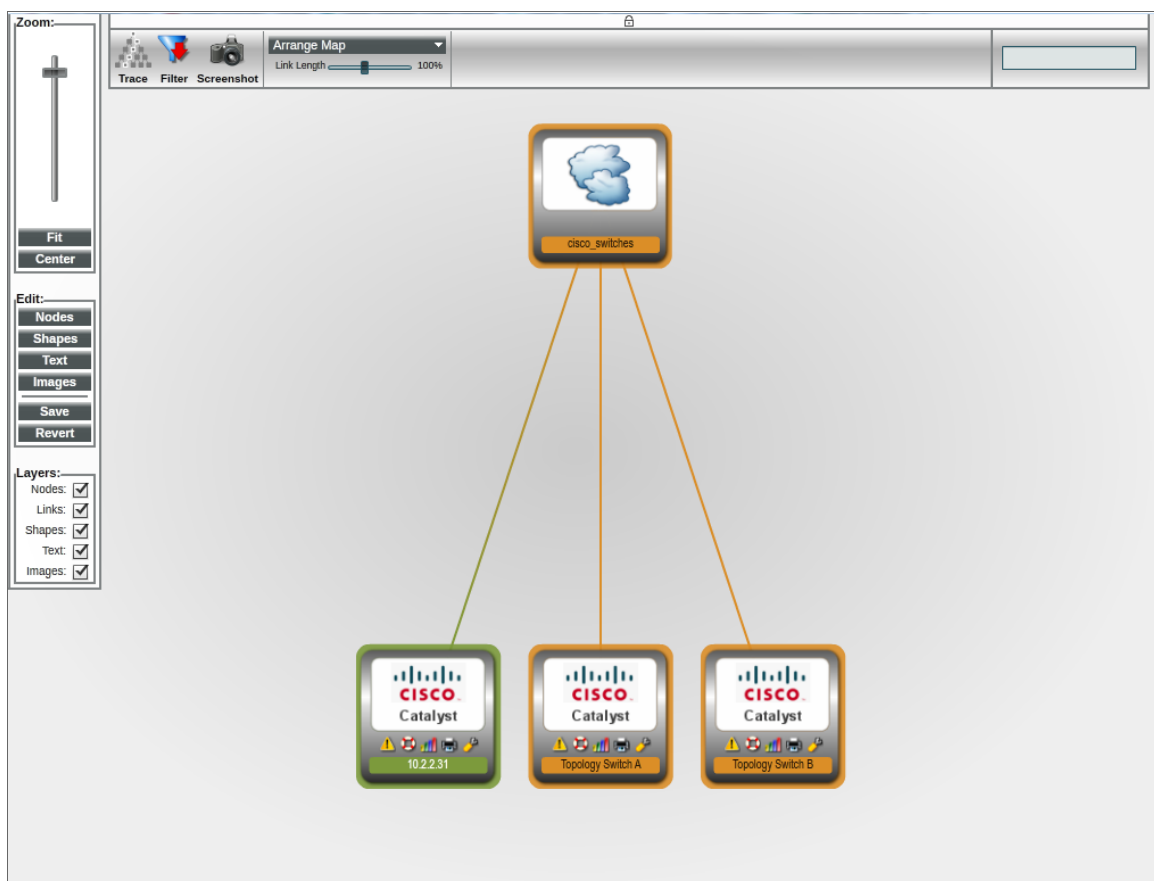 Zoom:
Fit
Center
Edit:
Nodes
Shapes
Text
Images
Save
Revert
Layers:
Nodes:
Links:
Shapes:
Text:
Images:
Trace Filter Screenshot
Arrange Map
Link Length 100%
cisco_switches
CISCO
Catalyst
10.2.2.31
CISCO
Catalyst
Topology Switch A
CISCO
Catalyst
Topology Switch B